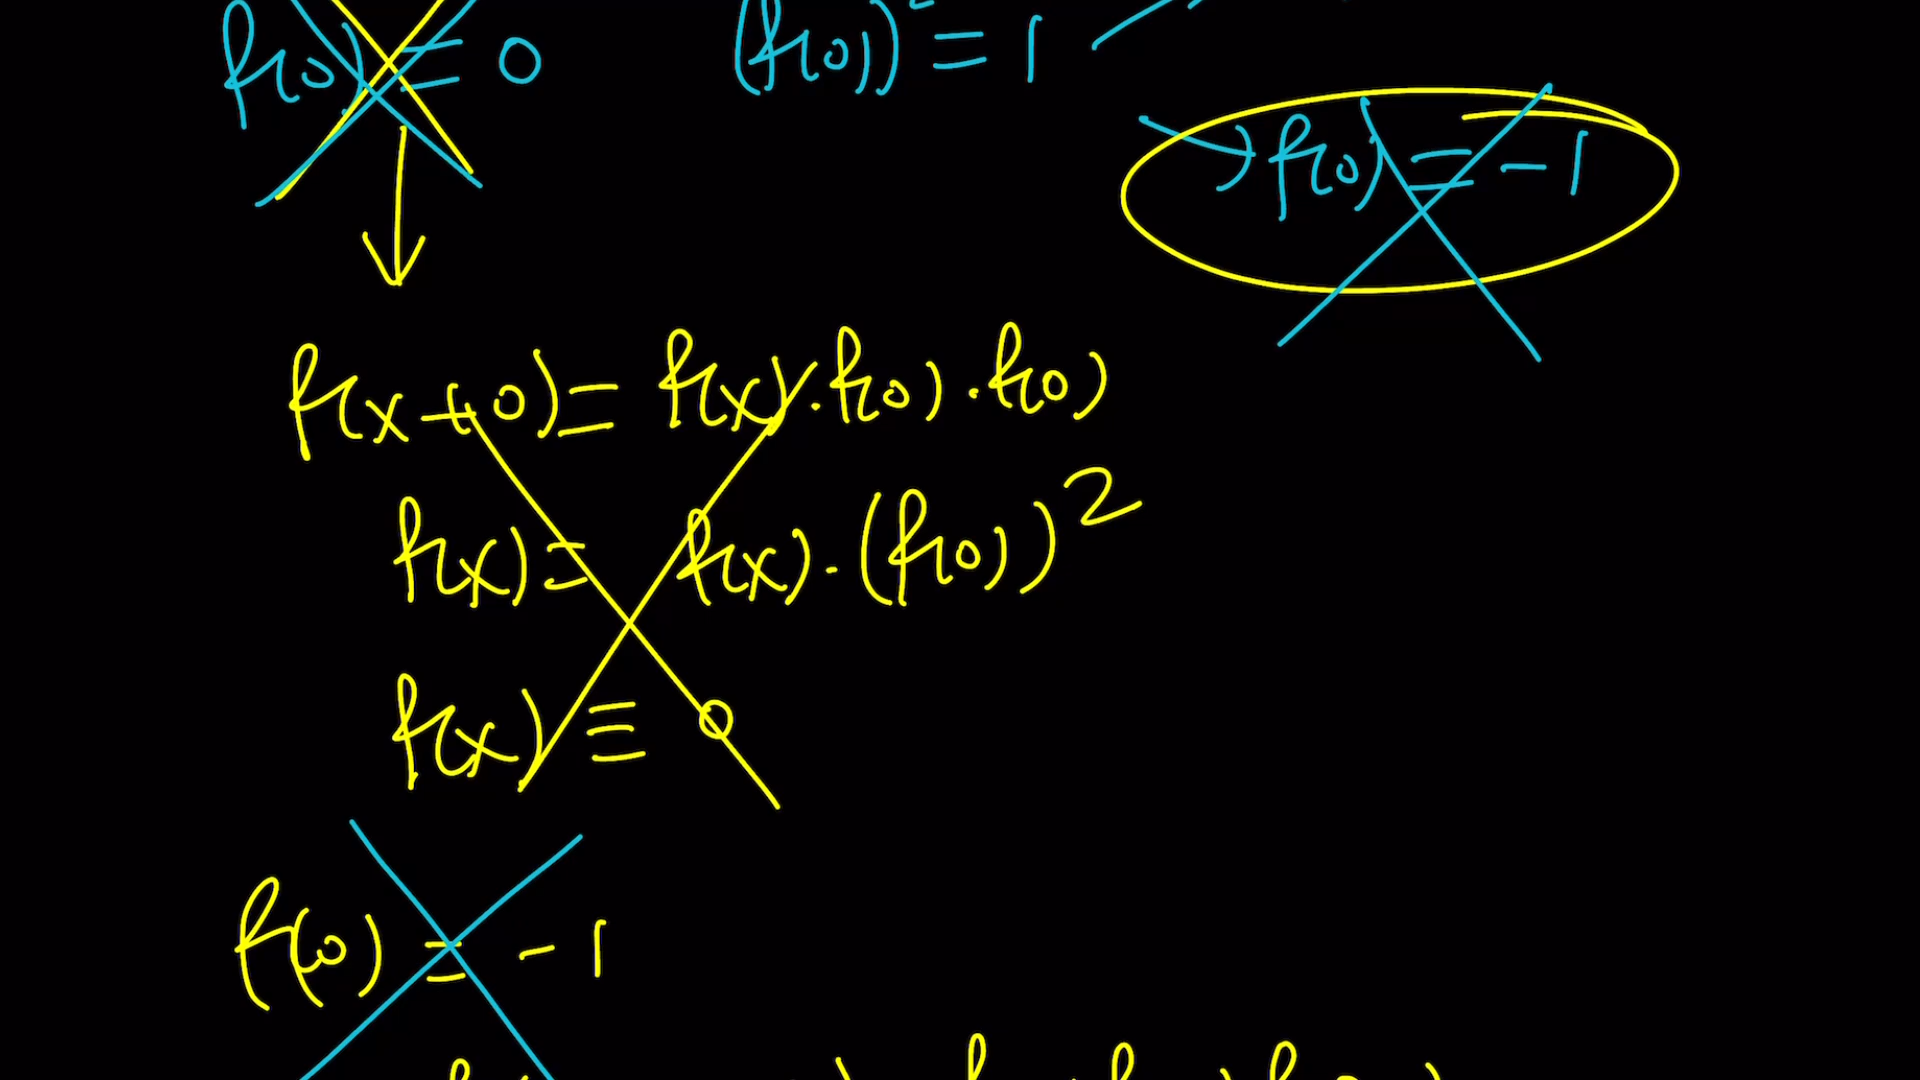 f(0) = 0
(f(0))² = 1
f(0) = -1
f(x+0) = f(x).f(0).f(0)
f(x) = f(x).(f(0))²
f(x) ≡ 0
f(0) = -1